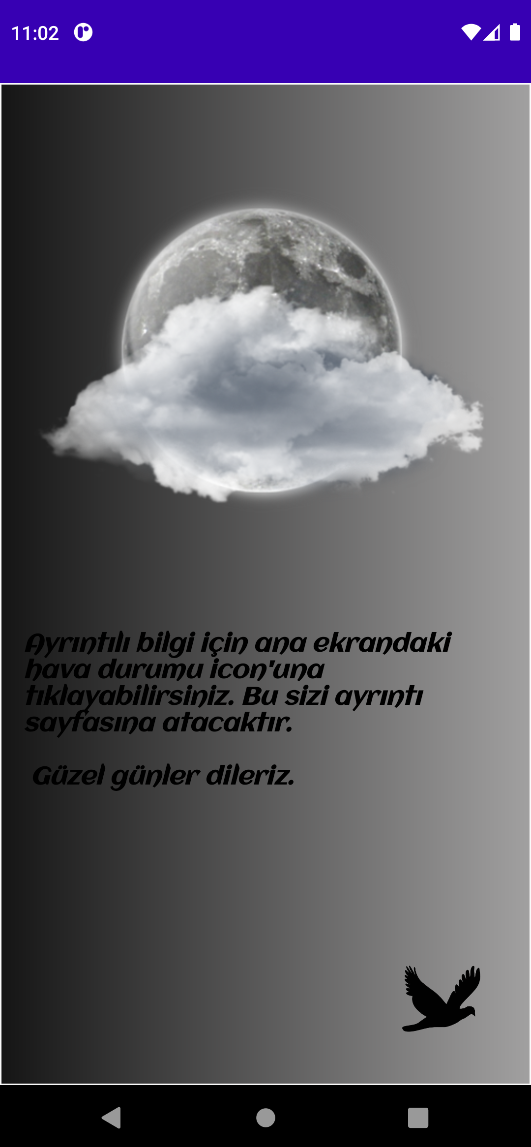 11:02
Ayrıntılı bilgi için ana ekrandaki
hava durumu icon'una
tıklayabilirsiniz. Bu sizi ayrıntı
sayfasına atacaktır.
Güzel günler dileriz.